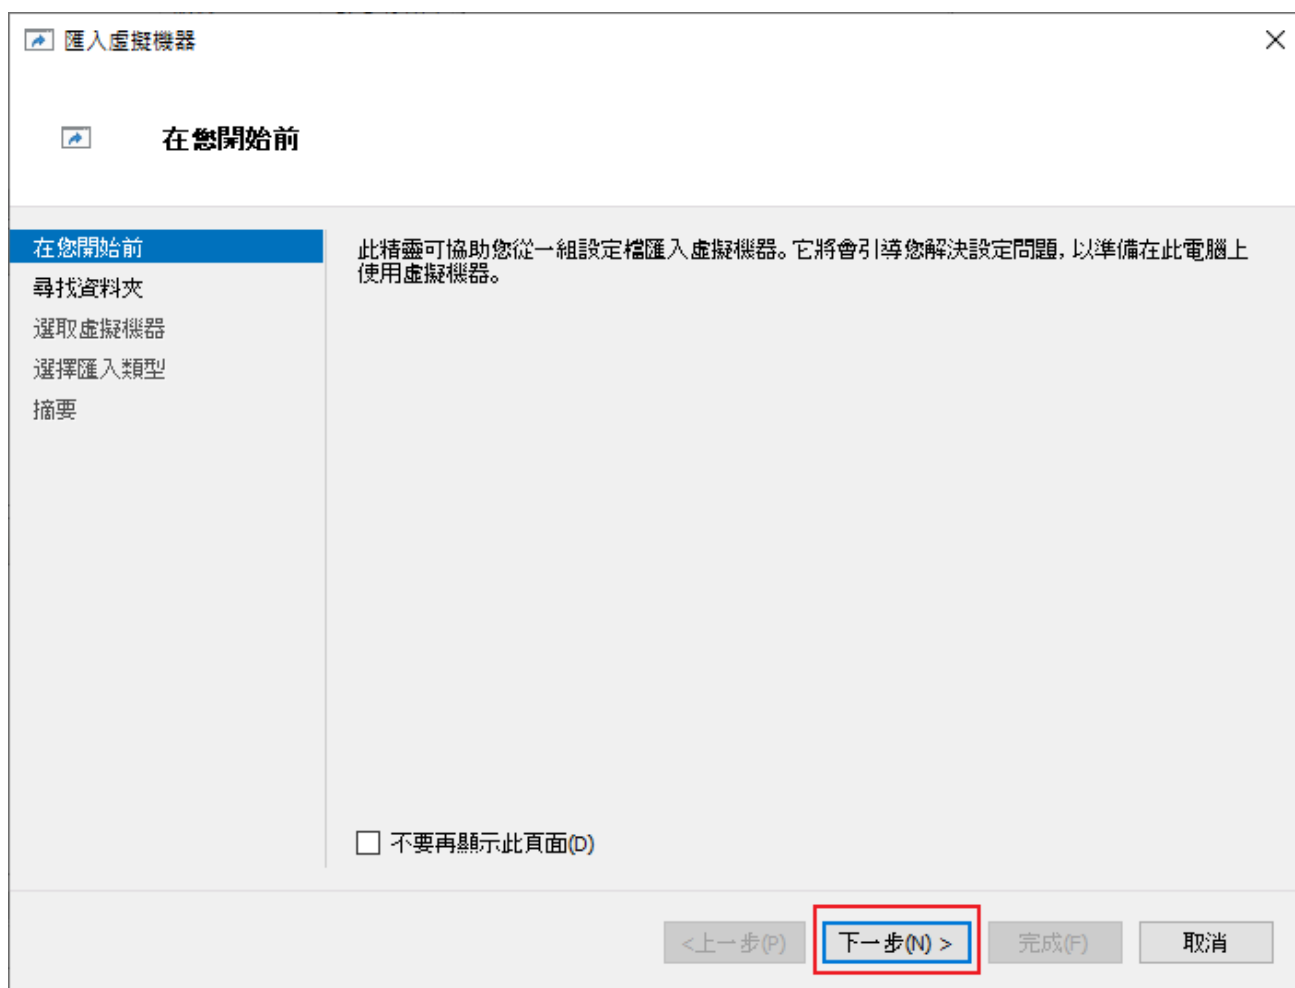 匯入虛擬機器
在您開始前
在您開始前
尋找資料夾
選取虛擬機器
選擇匯入類型
摘要
此精靈可協助您從一組設定檔匯入虛擬機器。它將會引導您解決設定問題, 以準備在此電腦上
使用虛擬機器。
不要再顯示此頁面(D)
<上一步(P)
下一步(N) >
完成(F)
取消